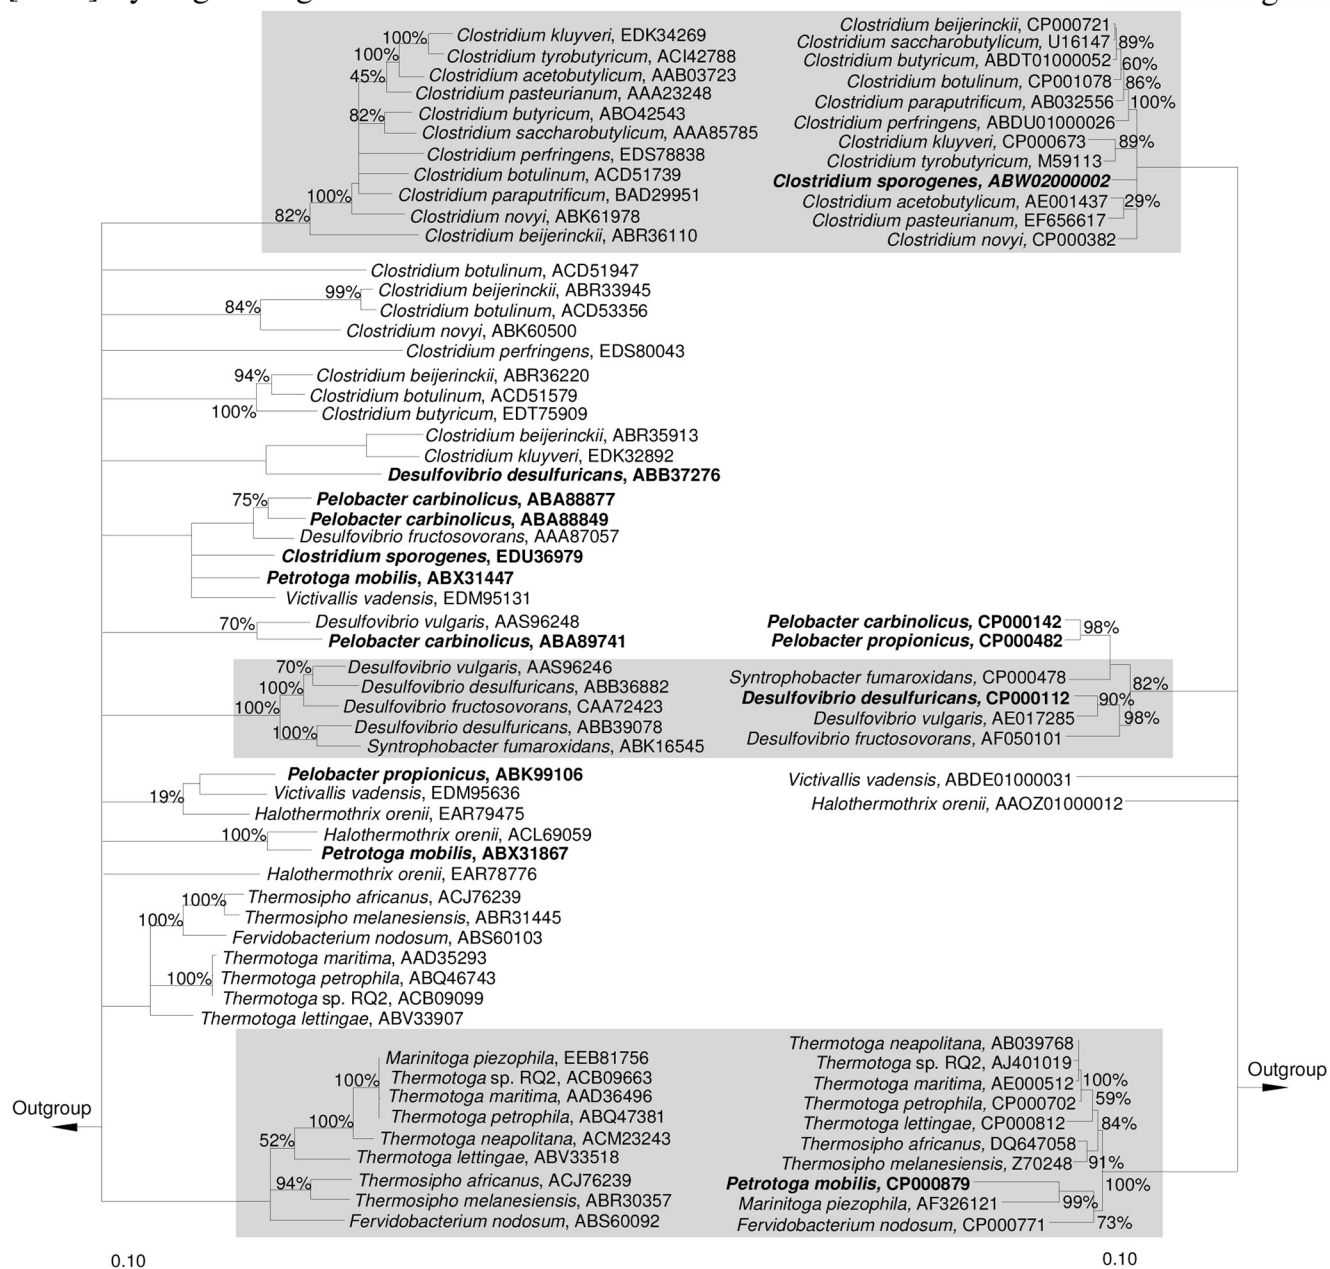 100%
Clostridium kluyveri, EDK34269
100%
Clostridium tyrobutyricum, ACI42788
45%
Clostridium acetobutylicum, AAB03723
Clostridium pasteurianum, AAA23248
82%
Clostridium butyricum, ABO42543
Clostridium saccharobutylicum, AAA85785
Clostridium perfringens, EDS78838
Clostridium botulinum, ACD51739
100%
Clostridium paraputrificum, BAD29951
82%
Clostridium novyi, ABK61978
Clostridium beijerinckii, ABR36110
Clostridium botulinum, ACD51947
99%
Clostridium beijerinckii, ABR33945
84%
Clostridium botulinum, ACD53356
Clostridium novyi, ABK60500
Clostridium perfringens, EDS80043
94%
Clostridium beijerinckii, ABR36220
Clostridium botulinum, ACD51579
100%
Clostridium butyricum, EDT75909
Clostridium beijerinckii, ABR35913
Clostridium kluyveri, EDK32892
Desulfovibrio desulfuricans, ABB37276
75%
Pelobacter carbinolicus, ABA88877
Pelobacter carbinolicus, ABA88849
Desulfovibrio fructosovorans, AAA87057
Clostridium sporogenes, EDU36979
Petrotoga mobilis, ABX31447
Victivallis vadensis, EDM95131
70%
Desulfovibrio vulgaris, AAS96248
Pelobacter carbinolicus, ABA89741
70%
Desulfovibrio vulgaris, AAS96246
100%
Desulfovibrio desulfuricans, ABB36882
100%
Desulfovibrio fructosovorans, CAA72423
100%
Desulfovibrio desulfuricans, ABB39078
Syntrophobacter fumaroxidans, ABK16545
Pelobacter propionicus, ABK99106
19%
Victivallis vadensis, EDM95636
Halothermothrix orenii, EAR79475
100%
Halothermothrix orenii, ACL69059
Petrotoga mobilis, ABX31867
Halothermothrix orenii, EAR78776
100%
Thermosipho africanus, ACJ76239
100%
Thermosipho melanesiensis, ABR31445
Fervidobacterium nodosum, ABS60103
Thermotoga maritima, AAD35293
100%
Thermotoga petrophila, ABQ46743
Thermotoga sp. RQ2, ACB09099
Thermotoga lettingae, ABV33907
Marinitoga piezophila, EEB81756
100%
Thermotoga sp. RQ2, ACB09663
Thermotoga maritima, AAD36496
100%
Thermotoga petrophila, ABQ47381
52%
Thermotoga neapolitana, ACM23243
Thermotoga lettingae, ABV33518
94%
Thermosipho africanus, ACJ76239
Thermosipho melanesiensis, ABR30357
Fervidobacterium nodosum, ABS60092
Outgroup
0.10
Clostridium beijerinckii, CP000721
Clostridium saccharobutylicum, U16147
89%
Clostridium butyricum, ABDT01000052
60%
Clostridium botulinum, CP001078
86%
Clostridium paraputrificum, AB032556
100%
Clostridium perfringens, ABDU01000026
Clostridium kluyveri, CP000673
89%
Clostridium tyrobutyricum, M59113
Clostridium sporogenes, ABW02000002
Clostridium acetobutylicum, AE001437
29%
Clostridium pasteurianum, EF656617
Clostridium novyi, CP000382
Pelobacter carbinolicus, CP000142
98%
Pelobacter propionicus, CP000482
Syntrophobacter fumaroxidans, CP000478
82%
Desulfovibrio desulfuricans, CP000112
90%
Desulfovibrio vulgaris, AE017285
98%
Desulfovibrio fructosovorans, AF050101
Victivallis vadensis, ABDE01000031
Halothermothrix orenii, AAOZ01000012
Thermotoga neapolitana, AB039768
Thermotoga sp. RQ2, AJ401019
Thermotoga maritima, AE000512
100%
Thermotoga petrophila, CP000702
59%
Thermotoga lettingae, CP000812
84%
Thermosipho africanus, DQ647058
Thermosipho melanesiensis, Z70248
91%
Petrotoga mobilis, CP000879
100%
Marinitoga piezophila, AF326121
99%
Fervidobacterium nodosum, CP000771
73%
Outgroup
0.10